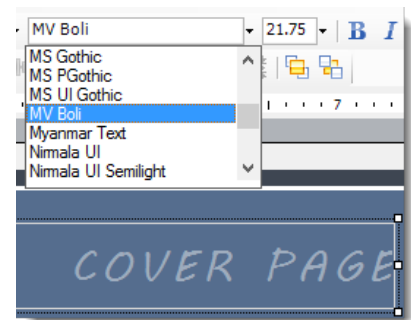 MV Boli 21.75 B I
MS Gothic
MS PGothic
MS UI Gothic
MV Boli
7
Myanmar Text
Nirmala UI
Nirmala UI Semilight
COVER PAGE